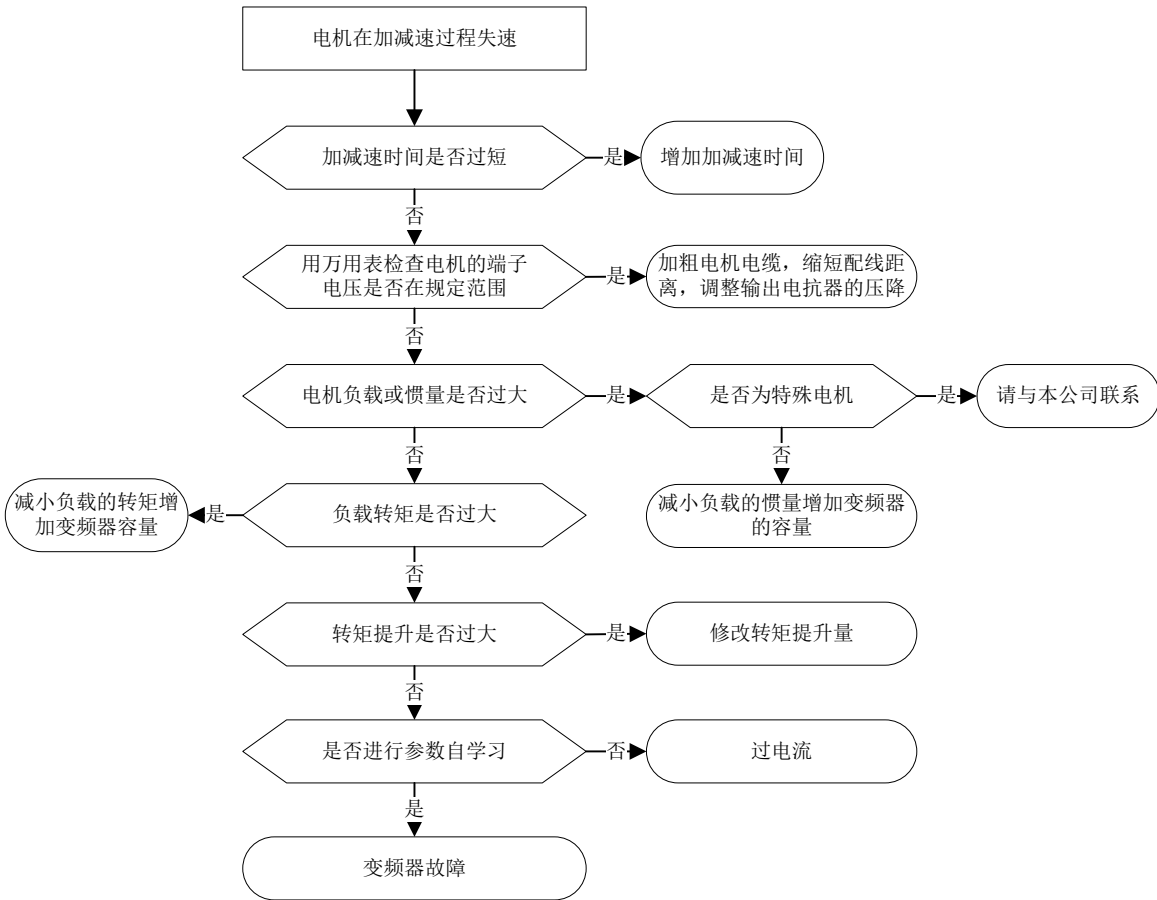 电机在加减速过程失速
加减速时间是否过短
是
增加加减速时间
否
用万用表检查电机的端子
电压是否在规定范围
是
加粗电机电缆，缩短配线距
离，调整输出电抗器的压降
否
电机负载或惯量是否过大
是
是否为特殊电机
是
请与本公司联系
否
否
减小负载的转矩增
加变频器容量
是
负载转矩是否过大
减小负载的惯量增加变频器
的容量
否
转矩提升是否过大
是
修改转矩提升量
否
是否进行参数自学习
否
过电流
是
变频器故障